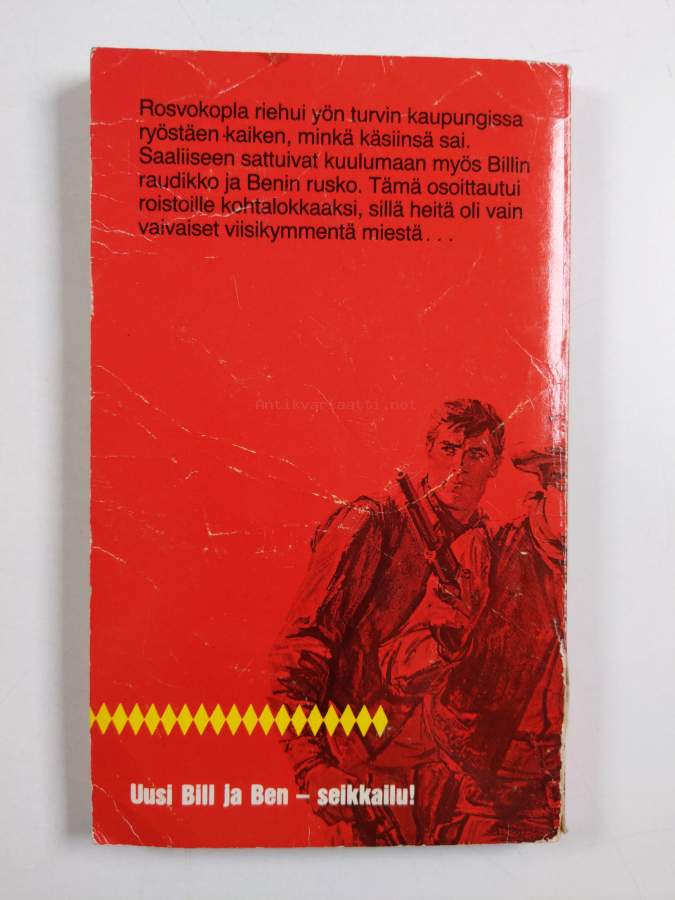 Rosvokopla riehui yön turvin kaupungissa
ryöstäen kaiken, minkä käsiinsä sai.
Saaliiseen sattuivat kuulumaan myös Billin
raudikko ja Benin rusko. Tämä osoittautui
roistoille kohtalokkaaksi, sillä heitä oli vain
vaivaiset viisikymmentä miestä . . .
Antikvariaatti.net
Uusi Bill ja Ben – seikkailu!